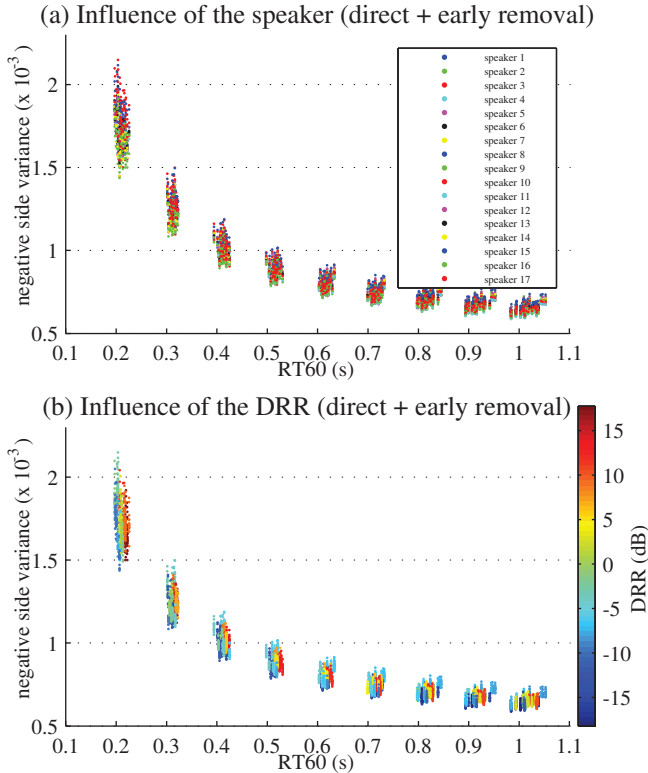 (a) Influence of the speaker (direct + early removal)
negative side variance (x 10^-3)
2
1.5
1
0.5
speaker 1
speaker 2
speaker 3
speaker 4
speaker 5
speaker 6
speaker 7
speaker 8
speaker 9
speaker 10
speaker 11
speaker 12
speaker 13
speaker 14
speaker 15
speaker 16
speaker 17
0.1 0.2 0.3 0.4 0.5 0.6 0.7 0.8 0.9 1 1.1
RT60 (s)
(b) Influence of the DRR (direct + early removal)
negative side variance (x 10^-3)
2
1.5
1
0.5
0.1 0.2 0.3 0.4 0.5 0.6 0.7 0.8 0.9 1 1.1
RT60 (s)
15
10
5
0
-5
-10
-15
DRR (dB)